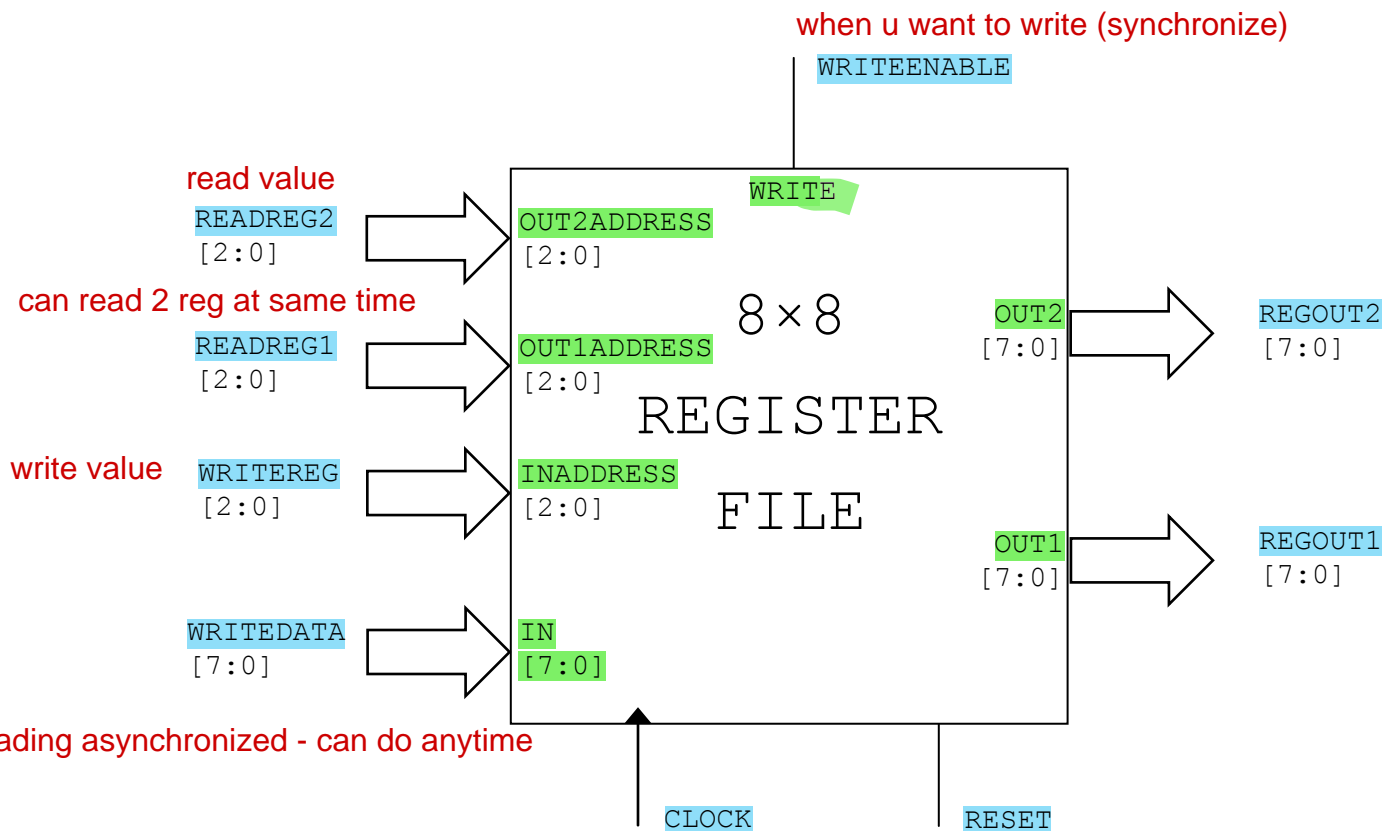 when u want to write (synchronize)
WRITEENABLE
read value
WRITE
READREG2
[2:0]
OUT2ADDRESS
[2:0]
can read 2 reg at same time
READREG1
[2:0]
OUT1ADDRESS
[2:0]
8×8
REGISTER
FILE
OUT2
[7:0]
REGOUT2
[7:0]
write value
WRITEREG
[2:0]
INADDRESS
[2:0]
OUT1
[7:0]
REGOUT1
[7:0]
WRITEDATA
[7:0]
IN
[7:0]
ading asynchronized - can do anytime
CLOCK
RESET